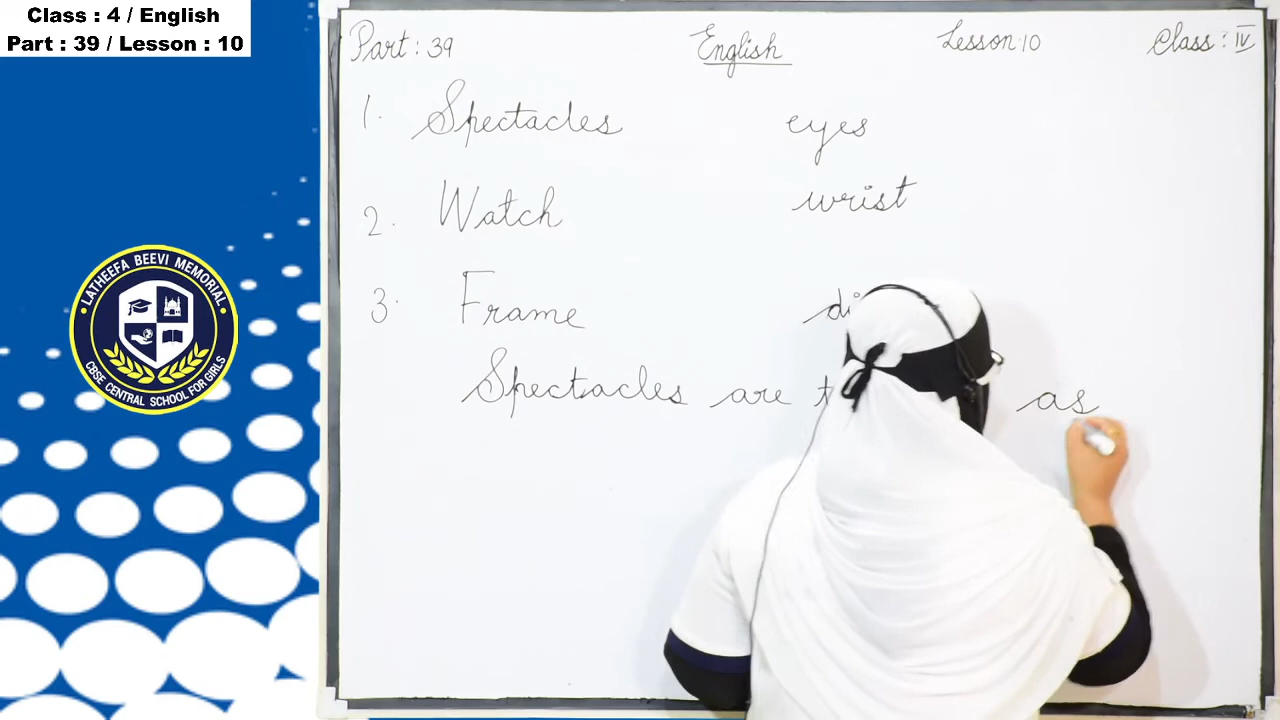 Class : 4 / English
Part : 39 / Lesson : 10
Part : 39 English Lesson 10 Class : IV
1. Spectacles eyes
2. Watch wrist
3. Frame
Spectacles are as
LATHEEFA BEEVI MEMORIAL
CBSE CENTRAL SCHOOL FOR GIRLS